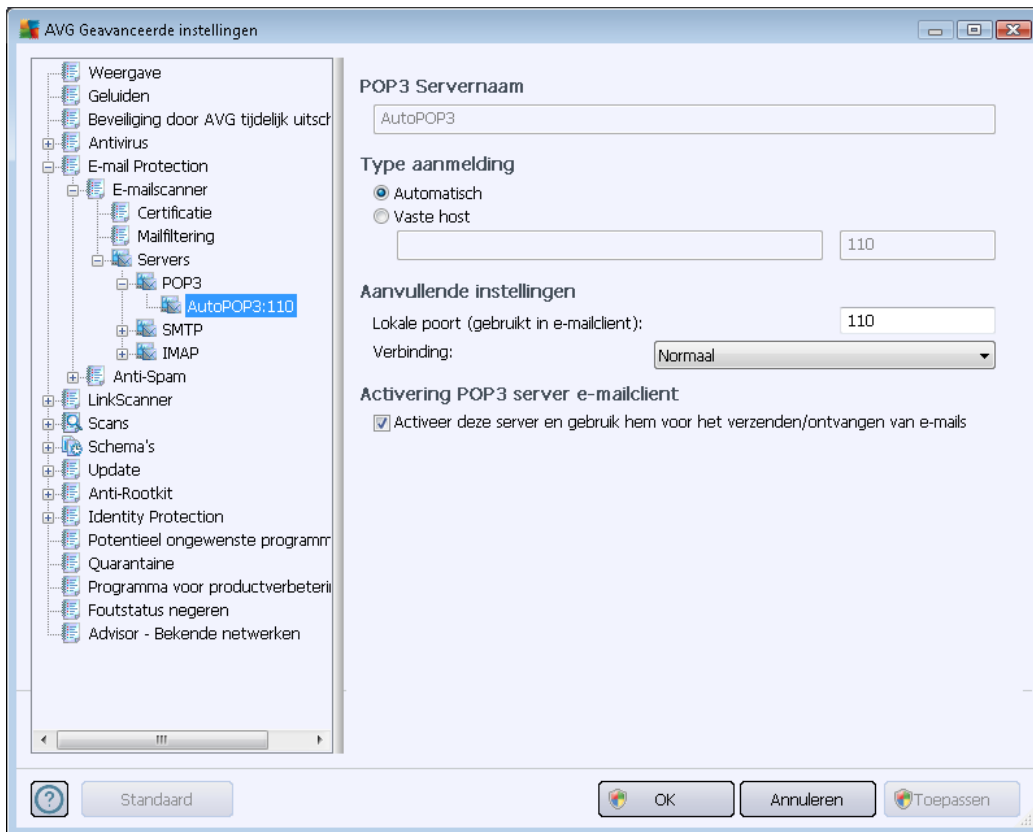 AVG Geavanceerde instellingen
Weergave
Geluiden
Beveiliging door AVG tijdelijk uitsch
Antivirus
E-mail Protection
E-mailscanner
Certificatie
Mailfiltering
Servers
POP3
AutoPOP3:110
SMTP
IMAP
Anti-Spam
LinkScanner
Scans
Schema's
Update
Anti-Rootkit
Identity Protection
Potentieel ongewenste programm
Quarantaine
Programma voor productverbeterin
Foutstatus negeren
Advisor - Bekende netwerken
POP3 Servernaam
AutoPOP3
Type aanmelding
Automatisch
Vaste host
110
Aanvullende instellingen
Lokale poort (gebruikt in e-mailclient):
110
Verbinding:
Normaal
Activering POP3 server e-mailclient
Activeer deze server en gebruik hem voor het verzenden/ontvangen van e-mails
?
Standaard
OK
Annuleren
Toepassen